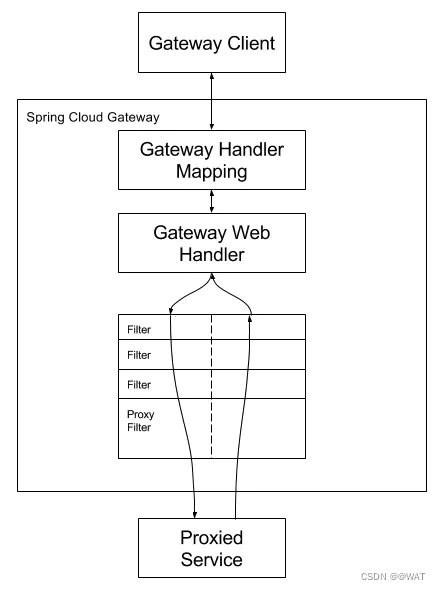 Gateway Client
Spring Cloud Gateway
Gateway Handler
Mapping
Gateway Web
Handler
Filter
Filter
Filter
Proxy
Filter
Proxied
Service
CSDN @@WAT